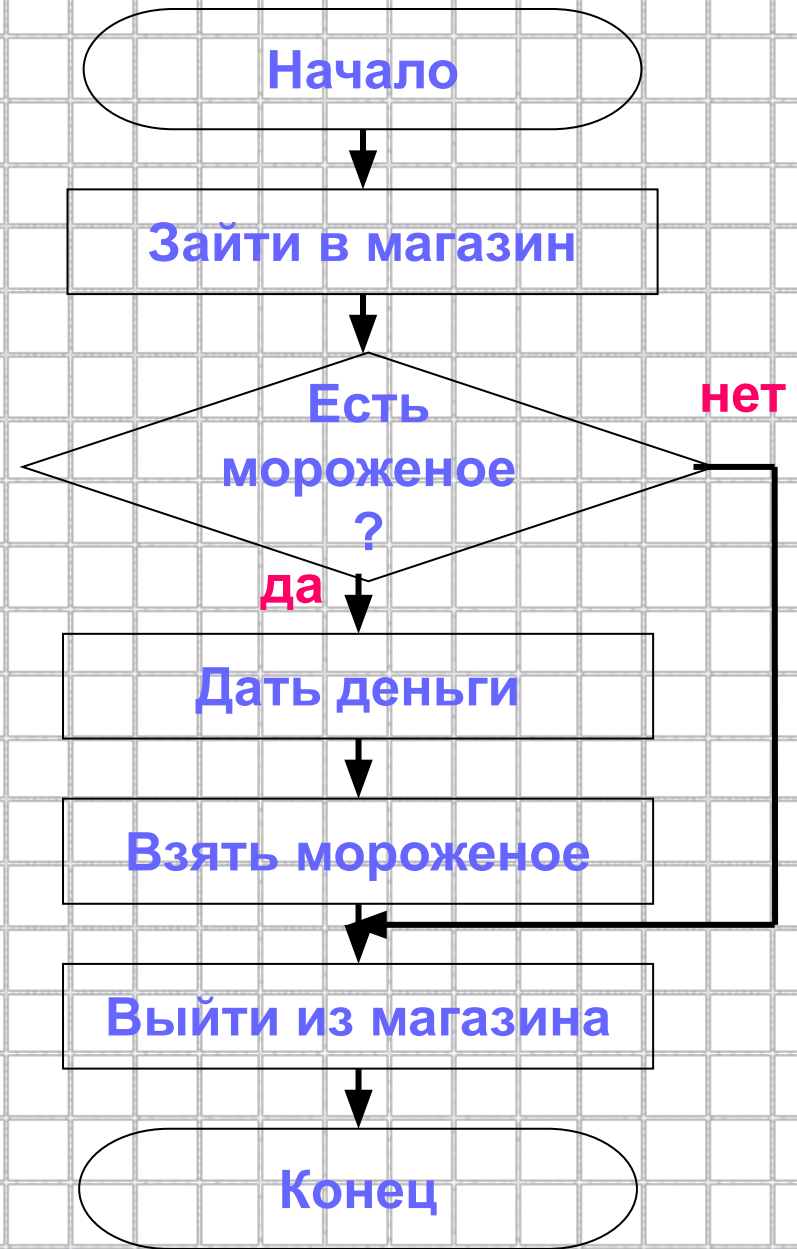 Начало
Зайти в магазин
Есть
мороженое
?
нет
да
Дать деньги
Взять мороженое
Выйти из магазина
Конец